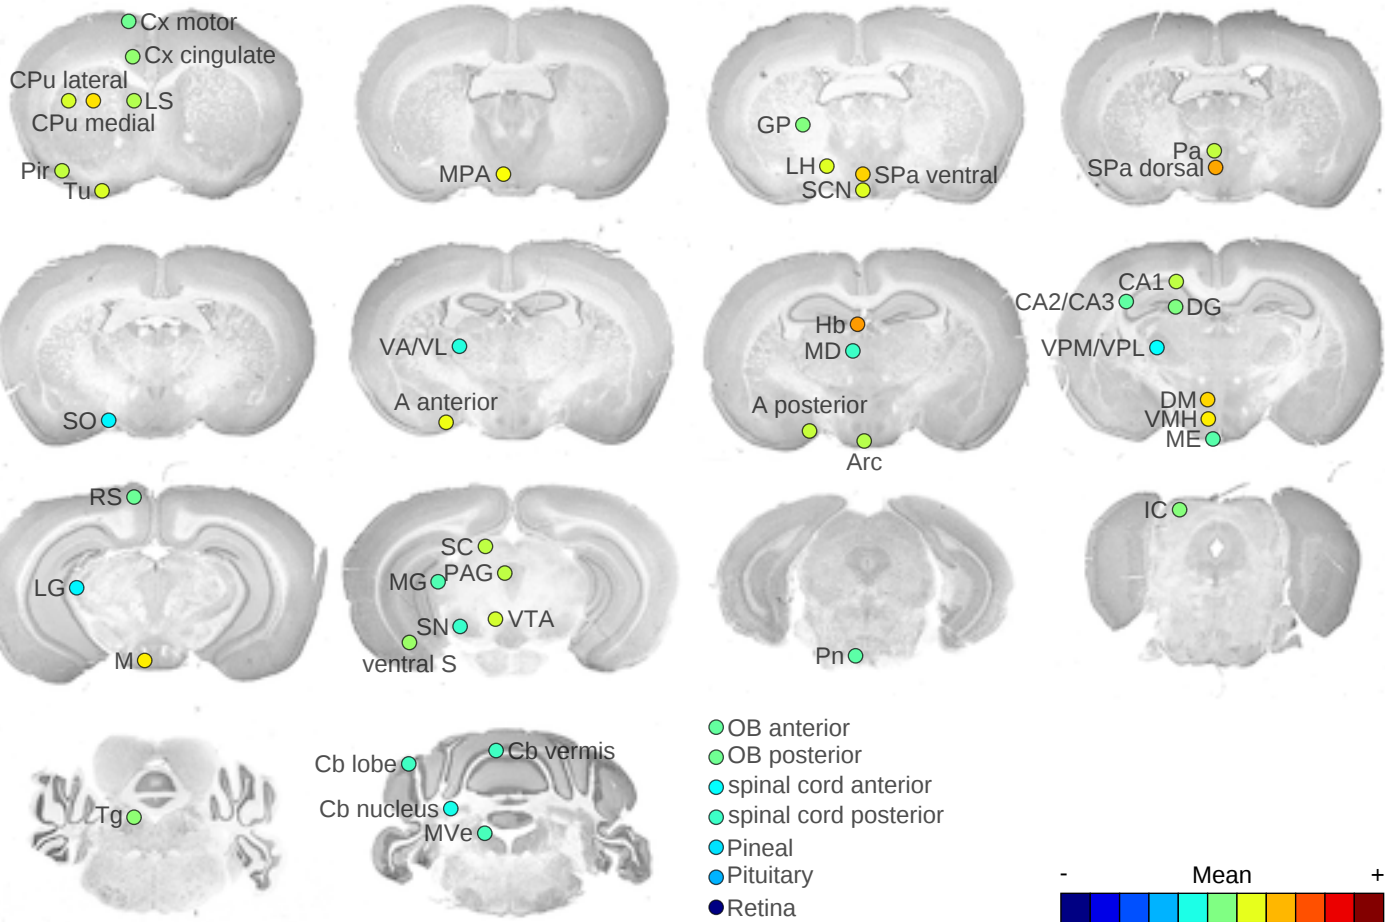 Cx motor
Cx cingulate
CPu lateral
LS
CPu medial
Pir
Tu
MPA
GP
LH
SPa ventral
SCN
Pa
SPa dorsal
SO
VA/VL
A anterior
Hb
MD
A posterior
Arc
CA1
CA2/CA3
DG
VPM/VPL
DM
VMH
ME
RS
LG
M
SC
MG
PAG
SN
VTA
ventral S
Pn
IC
Tg
Cb lobe
Cb vermis
Cb nucleus
MVe
OB anterior
OB posterior
spinal cord anterior
spinal cord posterior
Pineal
Pituitary
Retina
- Mean +